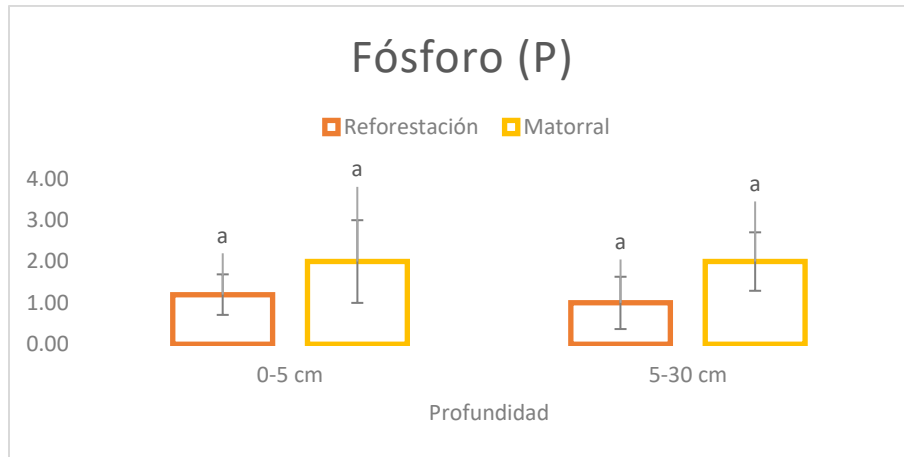 Fósforo (P)
Reforestación Matorral
4.00
3.00
2.00
1.00
0.00
a
a
a
a
0-5 cm 5-30 cm
Profundidad